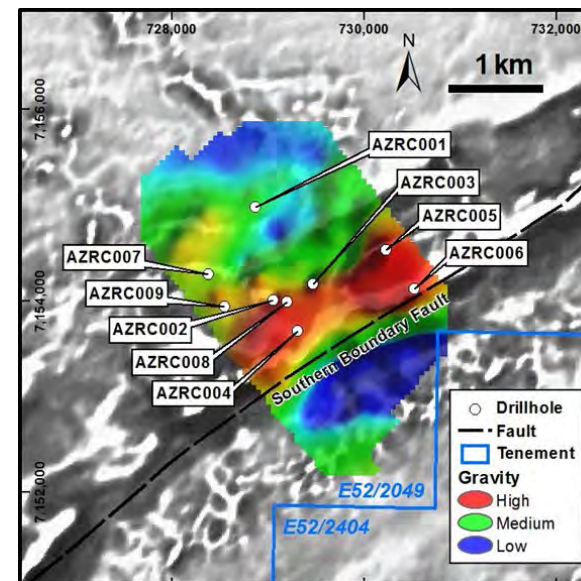 728,000
730,000
732,000
N
1 km
7,156,000
AZRC001
AZRC003
AZRC005
AZRC006
AZRC007
7,154,000
AZRC009
AZRC002
AZRC008
AZRC004
Southern Boundary Fault
7,152,000
E52/2049
E52/2404
Drillhole
Fault
Tenement
Gravity
High
Medium
Low